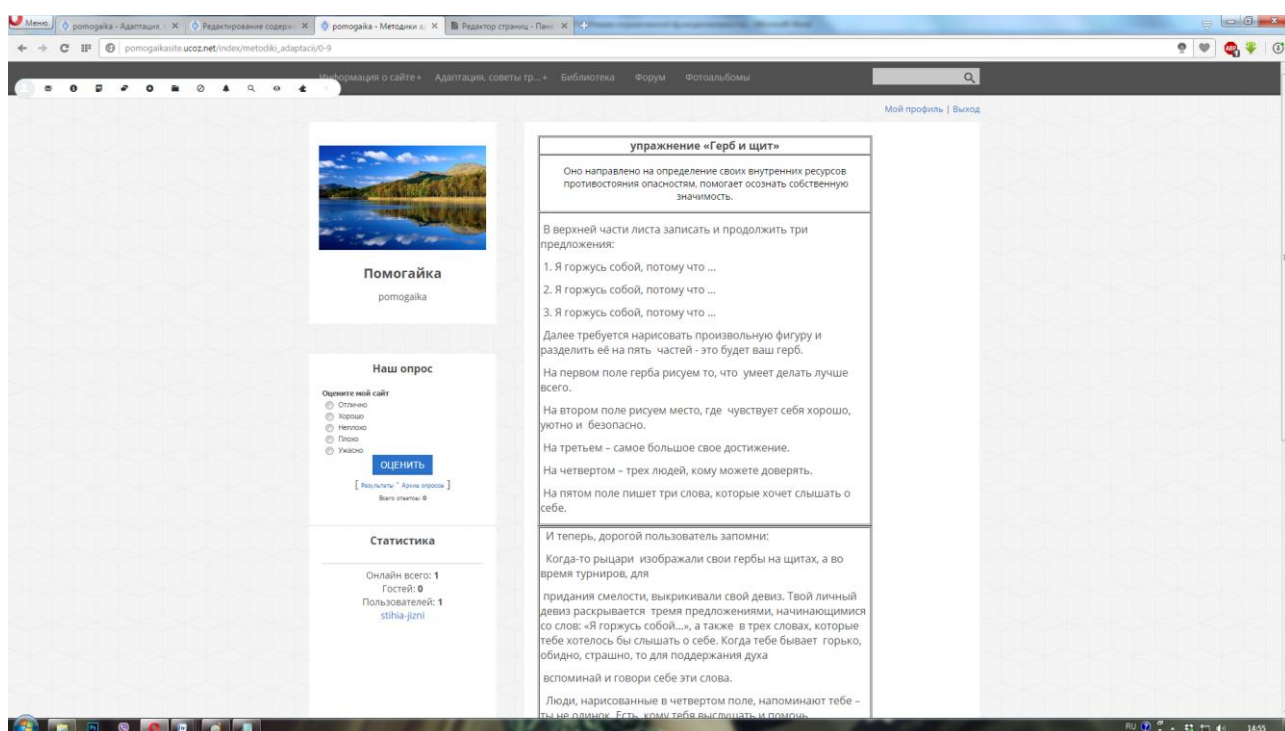 Меню
pomogaika - Адаптация,
Редактирование содерж
pomogaika - Методики а
Редактор страниц - Пане
pomogaikasite.ucoz.net/index/metodiki_adaptacii/0-9
Информация о сайте+ Адаптация, советы тр...+ Библиотека Форум Фотоальбомы
Мой профиль | Выход
Помогайка
pomogaika
Наш опрос
Оцените мой сайт
Отлично
Хорошо
Неплохо
Плохо
Ужасно
ОЦЕНИТЬ
[ Результаты · Архив опросов ]
Всего ответов: 0
Статистика
Онлайн всего: 1
Гостей: 0
Пользователей: 1
stihia-jizni
упражнение «Герб и щит»
Оно направлено на определение своих внутренних ресурсов
противостояния опасностям, помогает осознать собственную
значимость.
В верхней части листа записать и продолжить три
предложения:
1. Я горжусь собой, потому что ...
2. Я горжусь собой, потому что ...
3. Я горжусь собой, потому что ...
Далее требуется нарисовать произвольную фигуру и
разделить её на пять частей - это будет ваш герб.
На первом поле герба рисуем то, что умеет делать лучше
всего.
На втором поле рисуем место, где чувствует себя хорошо,
уютно и безопасно.
На третьем – самое большое свое достижение.
На четвертом – трех людей, кому можете доверять.
На пятом поле пишет три слова, которые хочет слышать о
себе.
И теперь, дорогой пользователь запомни:
Когда-то рыцари изображали свои гербы на щитах, а во
время турниров, для
придания смелости, выкрикивали свой девиз. Твой личный
девиз раскрывается тремя предложениями, начинающимися
со слов: «Я горжусь собой...», а также в трех словах, которые
тебе хотелось бы слышать о себе. Когда тебе бывает горько,
обидно, страшно, то для поддержания духа
вспоминай и говори себе эти слова.
Люди, нарисованные в четвертом поле, напоминают тебе –
ты не одинок. Есть, кому тебя выслушать и помочь.
RU
14:55